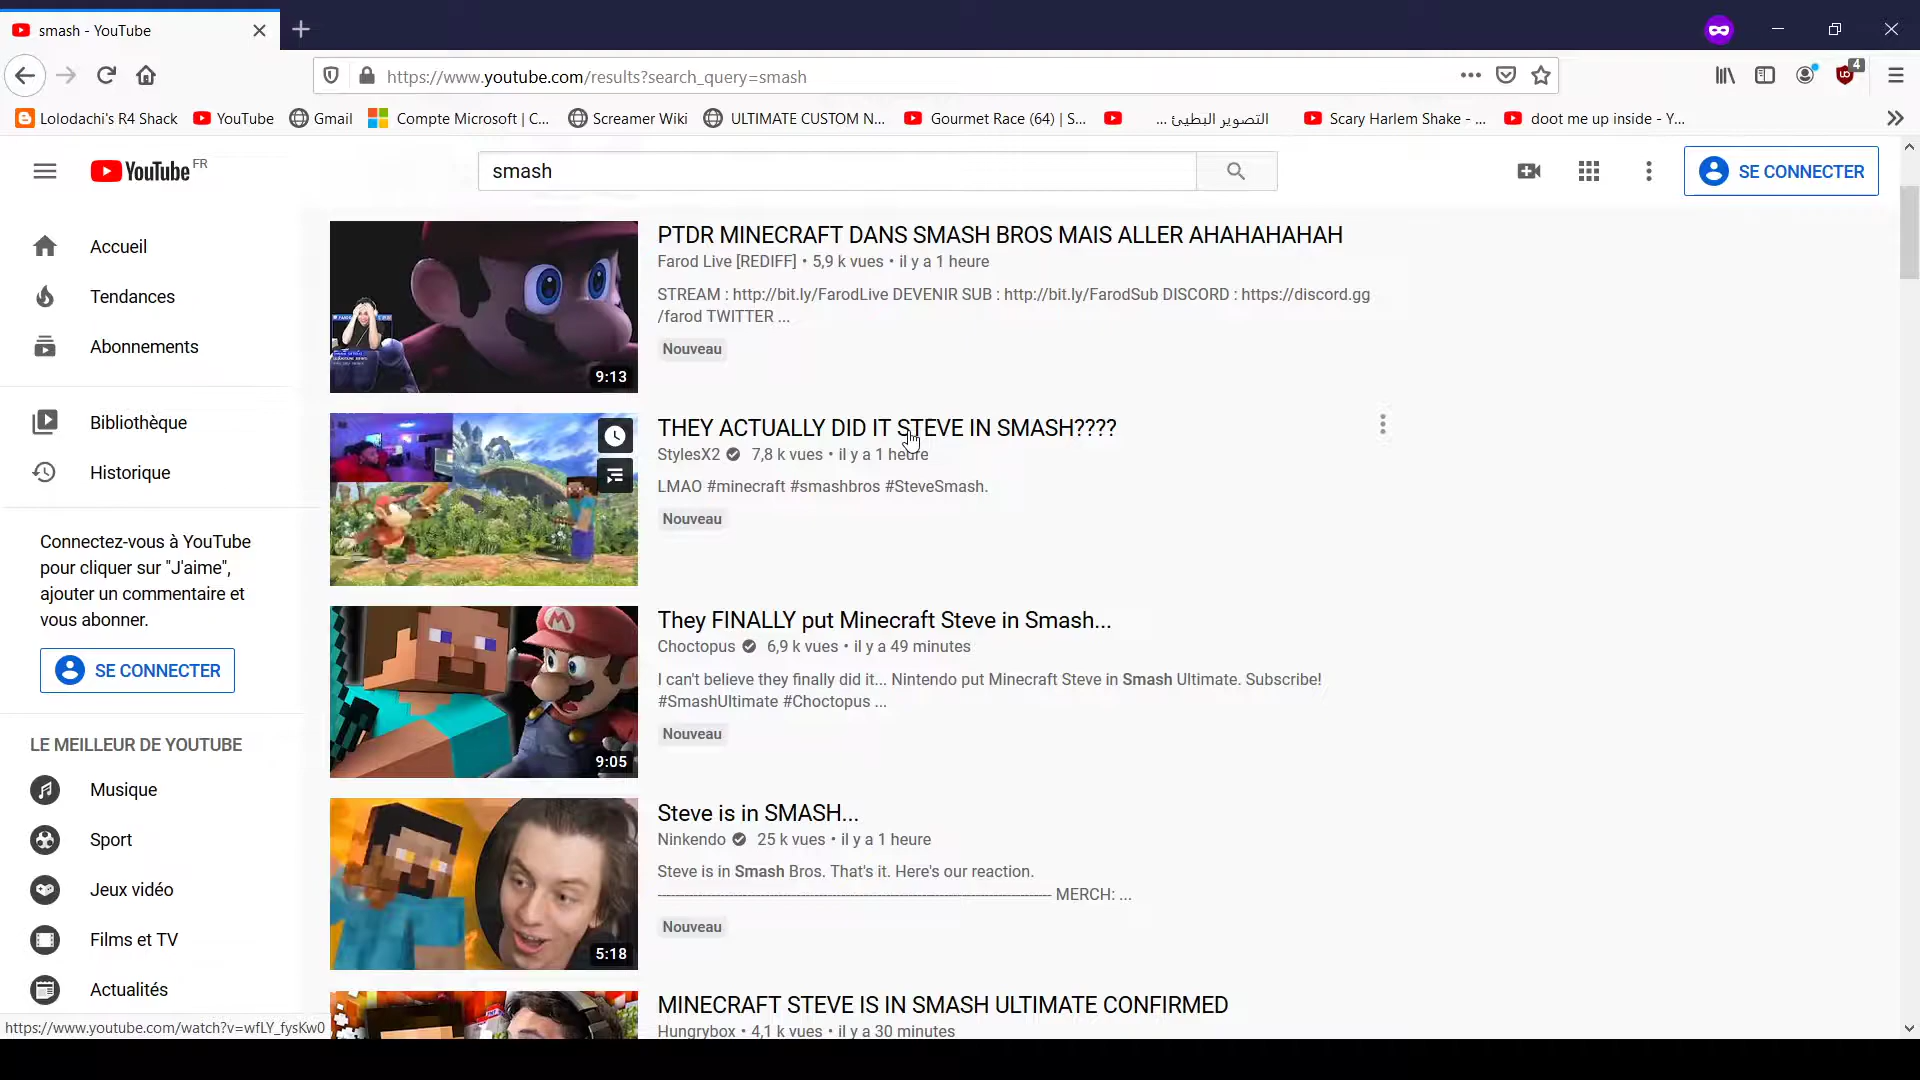 smash - YouTube
https://www.youtube.com/results?search_query=smash
4
Lolodachi's R4 Shack
YouTube
Gmail
Compte Microsoft | C...
Screamer Wiki
ULTIMATE CUSTOM N...
Gourmet Race (64) | S...
التصوير البطيئ ...
Scary Harlem Shake - ...
doot me up inside - Y...
YouTube FR
smash
SE CONNECTER
Accueil
Tendances
Abonnements
Bibliothèque
Historique
Connectez-vous à YouTube
pour cliquer sur "J'aime",
ajouter un commentaire et
vous abonner.
SE CONNECTER
LE MEILLEUR DE YOUTUBE
Musique
Sport
Jeux vidéo
Films et TV
Actualités
https://www.youtube.com/watch?v=wfLY_fysKw0
9:13
PTDR MINECRAFT DANS SMASH BROS MAIS ALLER AHAHAHAHAH
Farod Live [REDIFF] • 5,9 k vues • il y a 1 heure
STREAM : http://bit.ly/FarodLive DEVENIR SUB : http://bit.ly/FarodSub DISCORD : https://discord.gg
/farod TWITTER ...
Nouveau
THEY ACTUALLY DID IT STEVE IN SMASH????
StylesX2 7,8 k vues • il y a 1 heure
LMAO #minecraft #smashbros #SteveSmash.
Nouveau
9:05
They FINALLY put Minecraft Steve in Smash...
Choctopus 6,9 k vues • il y a 49 minutes
I can't believe they finally did it... Nintendo put Minecraft Steve in Smash Ultimate. Subscribe!
#SmashUltimate #Choctopus ...
Nouveau
5:18
Steve is in SMASH...
Ninkendo 25 k vues • il y a 1 heure
Steve is in Smash Bros. That's it. Here's our reaction.
---------------------------------------------------------------------------------- MERCH: ...
Nouveau
MINECRAFT STEVE IS IN SMASH ULTIMATE CONFIRMED
Hungrybox • 4,1 k vues • il y a 30 minutes